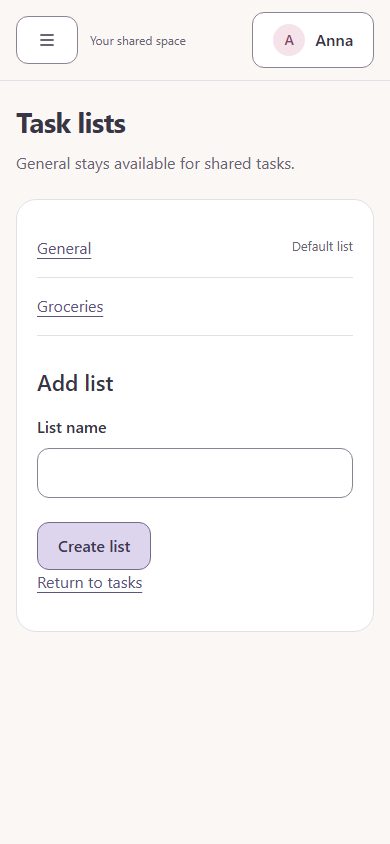 Your shared space
A Anna
Task lists
General stays available for shared tasks.
General Default list
Groceries
Add list
List name
Create list
Return to tasks